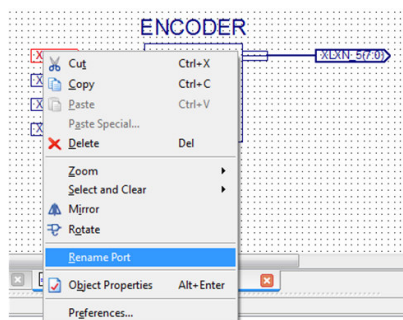 ENCODER
XLXN_5(7:0)
X
Cut Ctrl+X
X
Copy Ctrl+C
X
Paste Ctrl+V
Paste Special...
X
Delete Del
Zoom
Select and Clear
Mirror
Rotate
Rename Port
Object Properties Alt+Enter
Preferences...